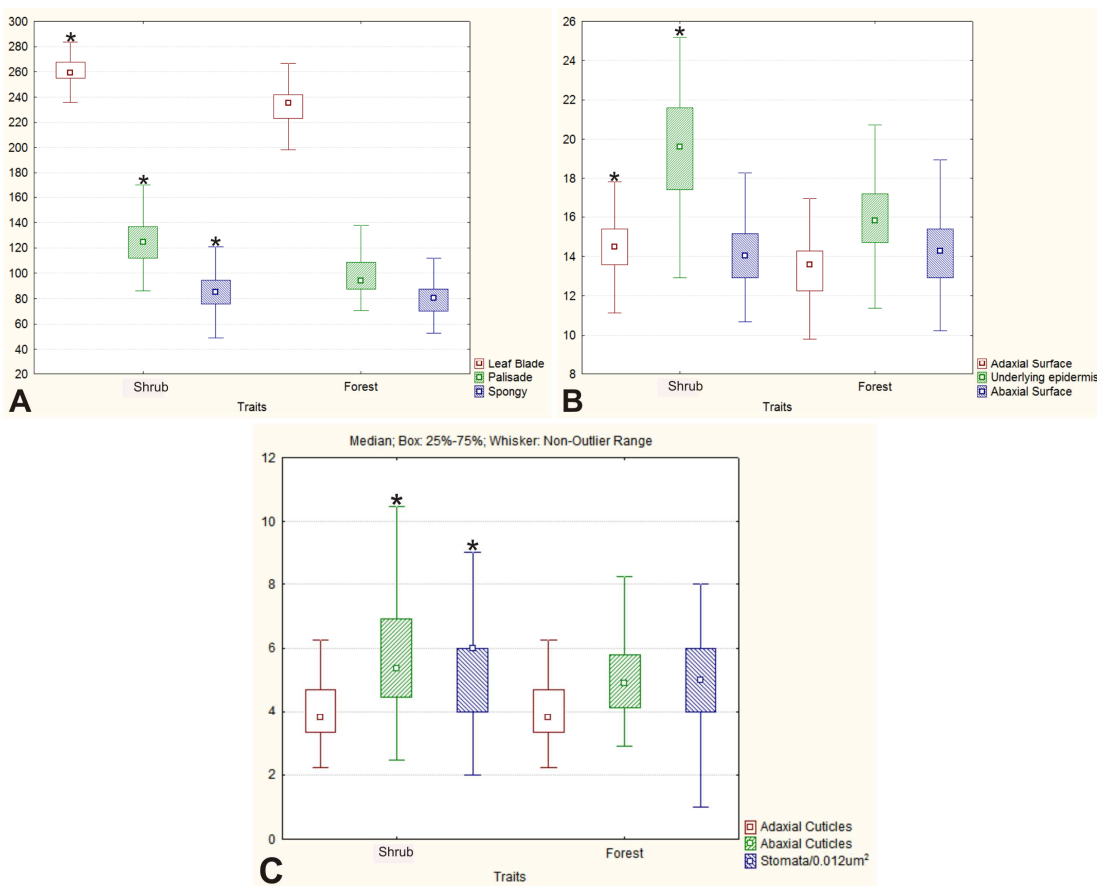 300
280
260
240
220
200
180
160
140
120
100
80
60
40
20
*
*
*
Shrub
Forest
Traits
Leaf Blade
Palisade
Spongy
A
26
24
22
20
18
16
14
12
10
8
*
*
Shrub
Forest
Traits
Adaxial Surface
Underlying epidermis
Abaxial Surface
B
Median; Box: 25%-75%; Whisker: Non-Outlier Range
12
10
8
6
4
2
0
*
*
Shrub
Forest
Traits
Adaxial Cuticles
Abaxial Cuticles
Stomata/0.012um²
C